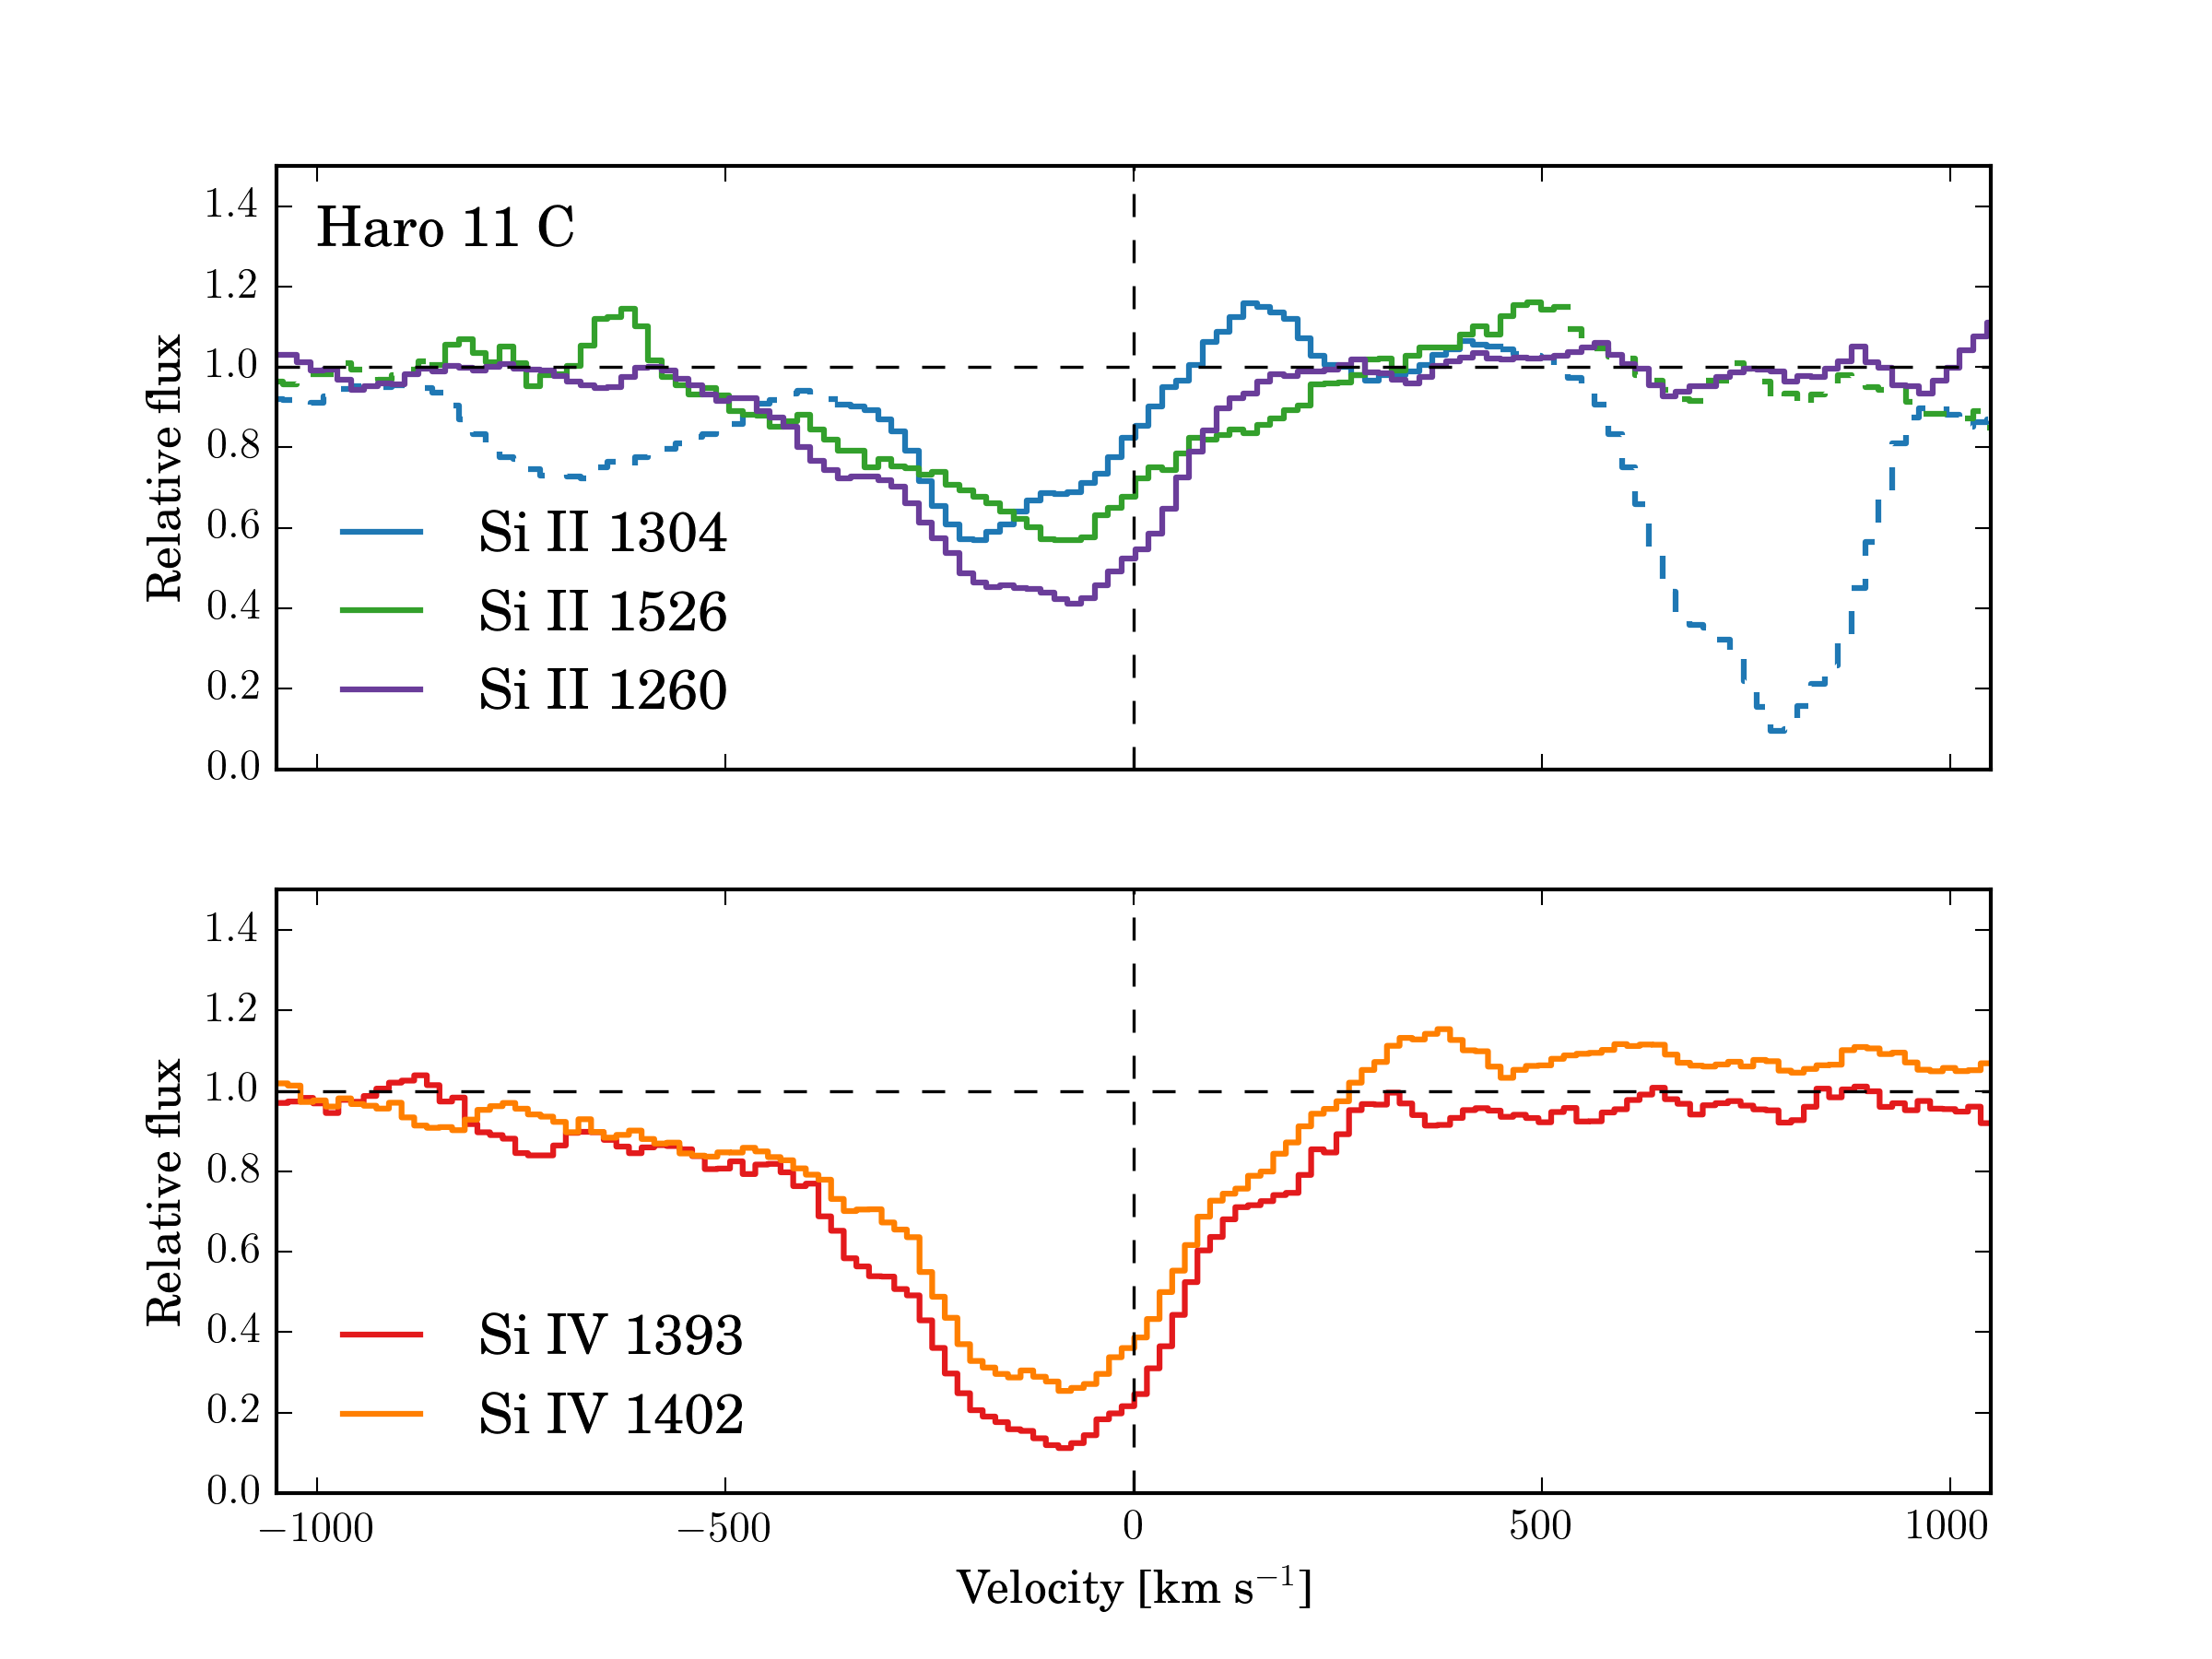 Haro 11 C
1.4
1.2
1.0
0.8
0.6
0.4
0.2
0.0
Relative flux
Si II 1304
Si II 1526
Si II 1260
1.4
1.2
1.0
0.8
0.6
0.4
0.2
0.0
Relative flux
Si IV 1393
Si IV 1402
−1000 −500 0 500 1000
Velocity [km s⁻¹]